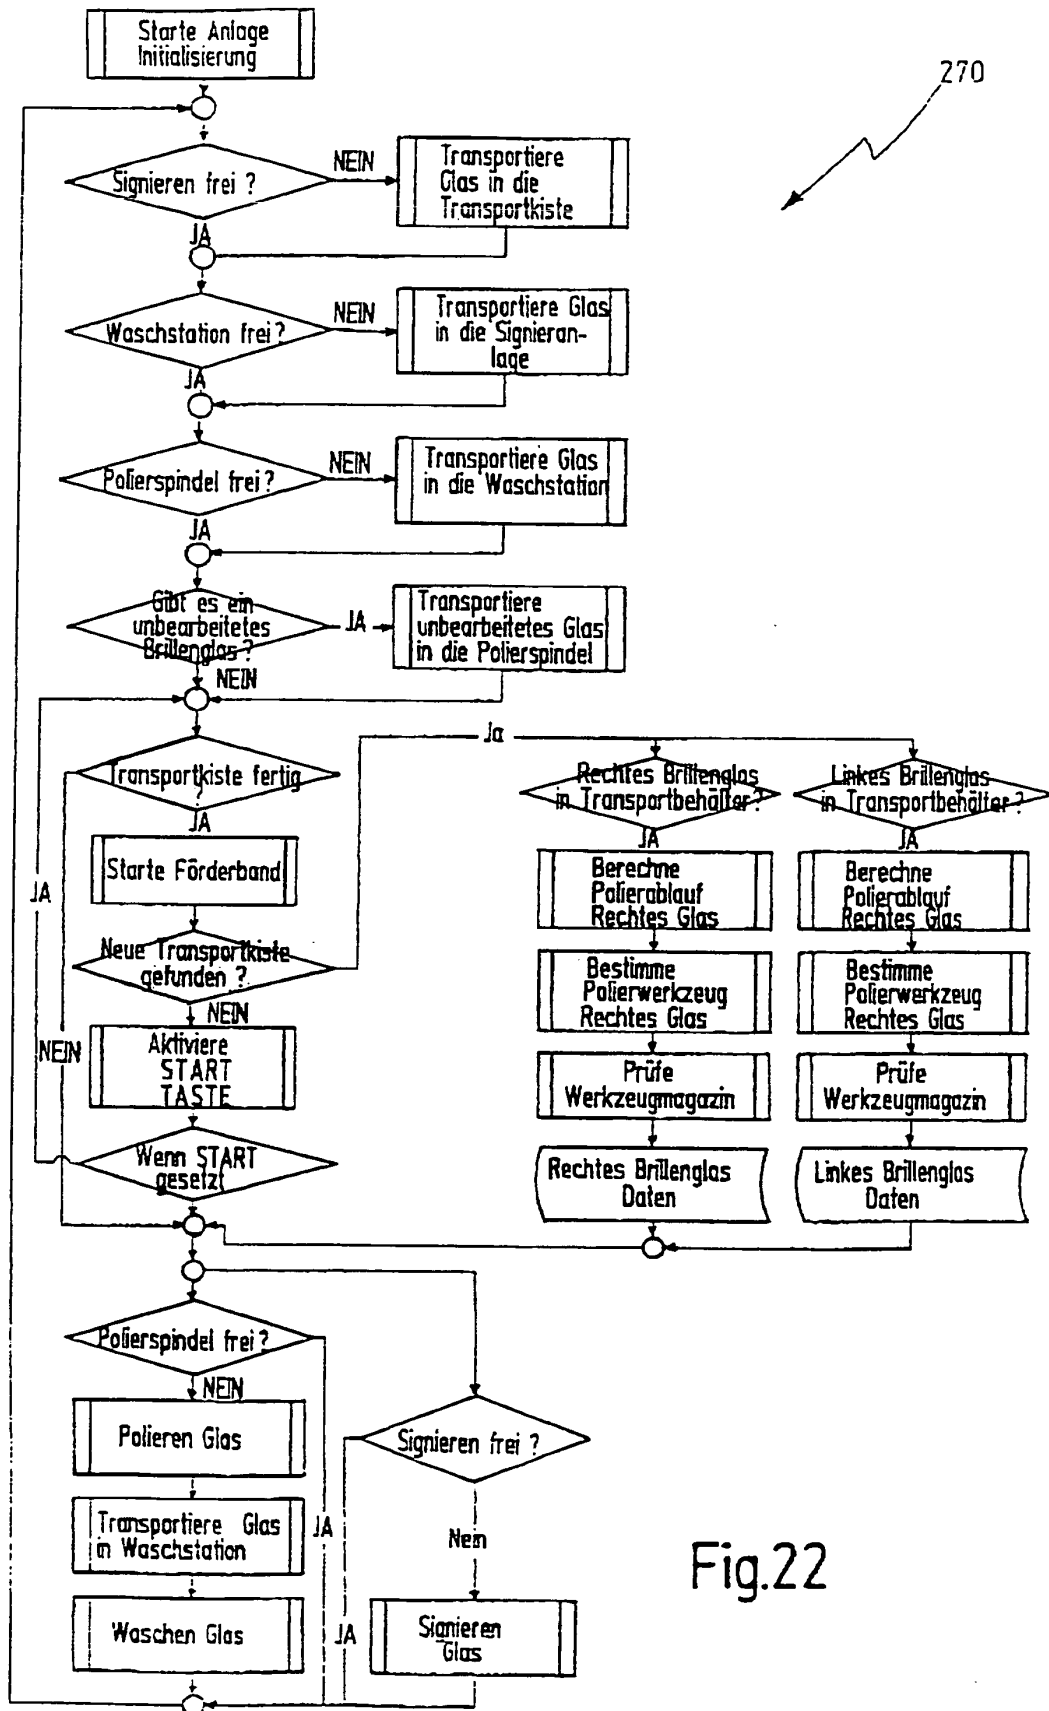 Starte Anlage
Initialisierung
270
Signieren frei ?
NEIN
Transportiere
Glas in die
Transportkiste
JA
Waschstation frei?
NEIN
Transportiere Glas
in die Signieran-
lage
JA
Polierspindel frei?
NEIN
Transportiere Glas
in die Waschstation
JA
Gibt es ein
unbearbeitetes
Brillenglas?
JA
Transportiere
unbearbeitetes Glas
in die Polierspindel
NEIN
Transportkiste fertig
?
JA
Starte Förderband
JA
Neue Transportkiste
gefunden ?
Ja
NEIN
NEIN
Aktiviere
START
TASTE
Wenn START
gesetzt
Rechtes Brillenglas
in Transportbehälter?
JA
Berechne
Polierablauf
Rechtes Glas
Bestimme
Polierwerkzeug
Rechtes Glas
Prüfe
Werkzeugmagazin
Rechtes Brillenglas
Daten
Linkes Brillenglas
in Transportbehälter?
JA
Berechne
Polierablauf
Rechtes Glas
Bestimme
Polierwerkzeug
Rechtes Glas
Prüfe
Werkzeugmagazin
Linkes Brillenglas
Daten
Polierspindel frei?
NEIN
Polieren Glas
Transportiere Glas
in Waschstation
JA
Waschen Glas
Signieren frei ?
Nein
JA
Signieren
Glas
Fig.22